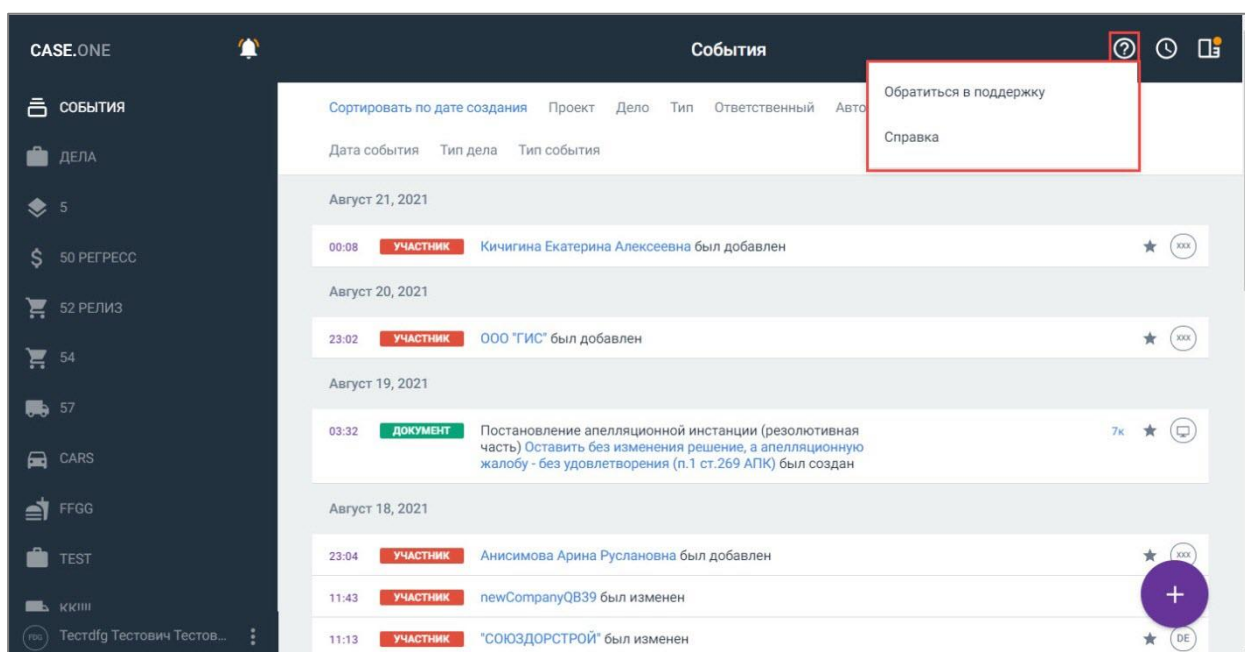 CASE.ONE
События
Обратиться в поддержку
Справка
СОБЫТИЯ
ДЕЛА
5
50 РЕГРЕСС
52 РЕЛИЗ
54
57
CARS
FFGG
TEST
Тестdfg Тестович Тестов...
Сортировать по дате создания Проект Дело Тип Ответственный Авто
Дата события Тип дела Тип события
Август 21, 2021
00:08 УЧАСТНИК Кичигина Екатерина Алексеевна был добавлен XXX
Август 20, 2021
23:02 УЧАСТНИК ООО "ГИС" был добавлен XXX
Август 19, 2021
03:32 ДОКУМЕНТ Постановление апелляционной инстанции (резолютивная 7к
часть) Оставить без изменения решение, а апелляционную
жалобу - без удовлетворения (п.1 ст.269 АПК) был создан
Август 18, 2021
23:04 УЧАСТНИК Анисимова Арина Руслановна был добавлен XXX
11:43 УЧАСТНИК newCompanyQB39 был изменен
11:13 УЧАСТНИК "СОЮЗДОРСТРОЙ" был изменен DE